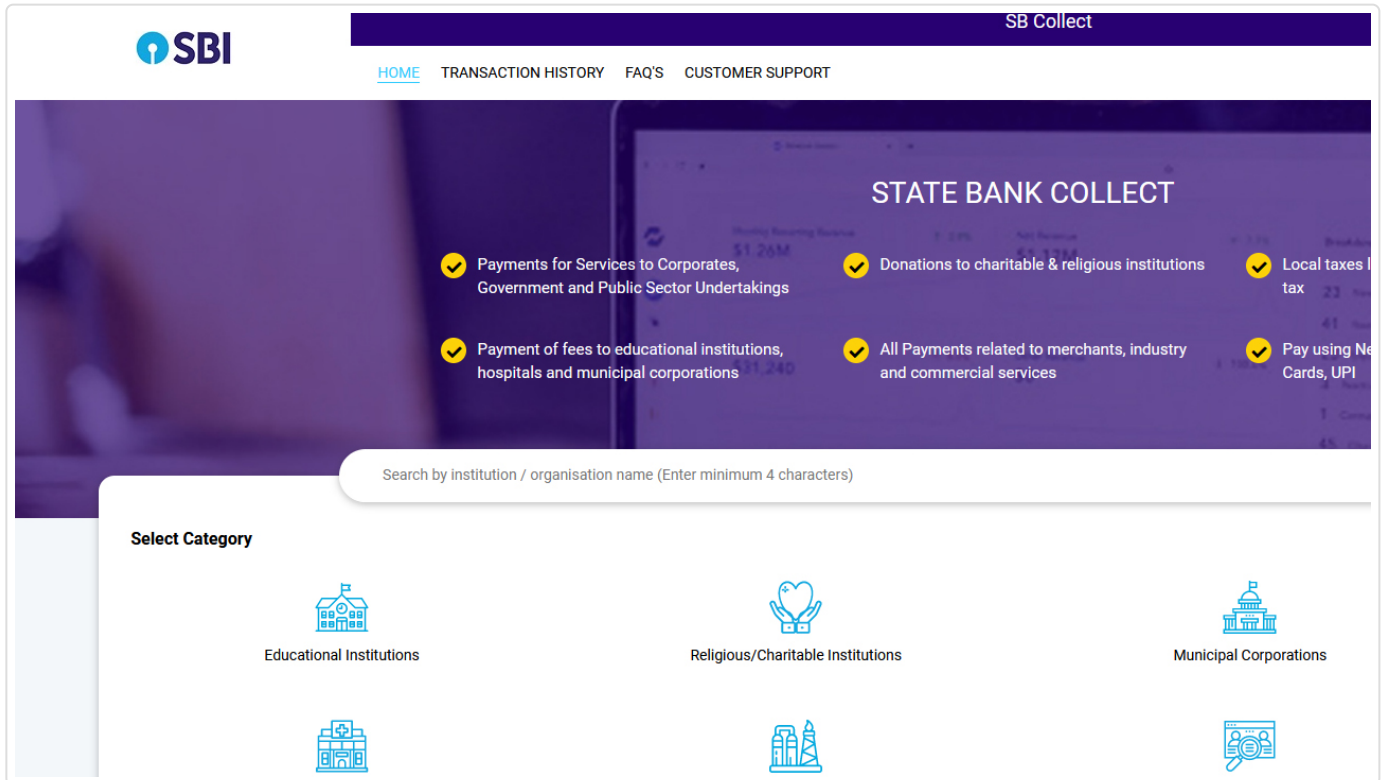 SBI
SB Collect
HOME TRANSACTION HISTORY FAQ'S CUSTOMER SUPPORT
STATE BANK COLLECT
Payments for Services to Corporates,
Government and Public Sector Undertakings
Donations to charitable & religious institutions
Local taxes
tax
Payment of fees to educational institutions,
hospitals and municipal corporations
All Payments related to merchants, industry
and commercial services
Pay using
Cards, UPI
$1.26M
Search by institution / organisation name (Enter minimum 4 characters)
Select Category
Educational Institutions
Religious/Charitable Institutions
Municipal Corporations